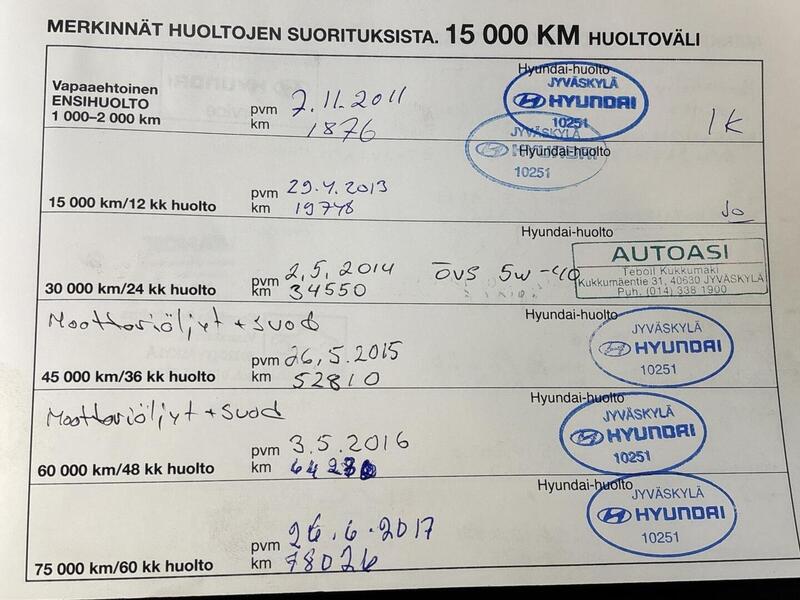 MERKINNÄT HUOLTOJEN SUORITUKSISTA. 15 000 KM HUOLTOVÄLI
Vapaaehtoinen
ENSIHUOLTO
1 000–2 000 km
pvm 7.11.2011
km 1876
Hyundai-huolto
JYVÄSKYLÄ
HYUNDAI
10251
1K
15 000 km/12 kk huolto
pvm 29.4.2013
km 19748
Hyundai-huolto
JYVÄSKYLÄ
HYUNDAI
10251
Jo
30 000 km/24 kk huolto
pvm 2.5.2014
km 34550
ÖVS 5W-40
Hyundai-huolto
AUTOASI
Teboil Kukkumäki
Kukkumäentie 31, 40630 JYVÄSKYLÄ
Puh. (014) 338 1900
Moottoriöljyt + suod
45 000 km/36 kk huolto
pvm 26.5.2015
km 52810
Hyundai-huolto
JYVÄSKYLÄ
HYUNDAI
10251
Moottoriöljyt + suod
60 000 km/48 kk huolto
pvm 3.5.2016
km
Hyundai-huolto
JYVÄSKYLÄ
HYUNDAI
10251
75 000 km/60 kk huolto
pvm 26.6.2017
km 78026
Hyundai-huolto
JYVÄSKYLÄ
HYUNDAI
10251